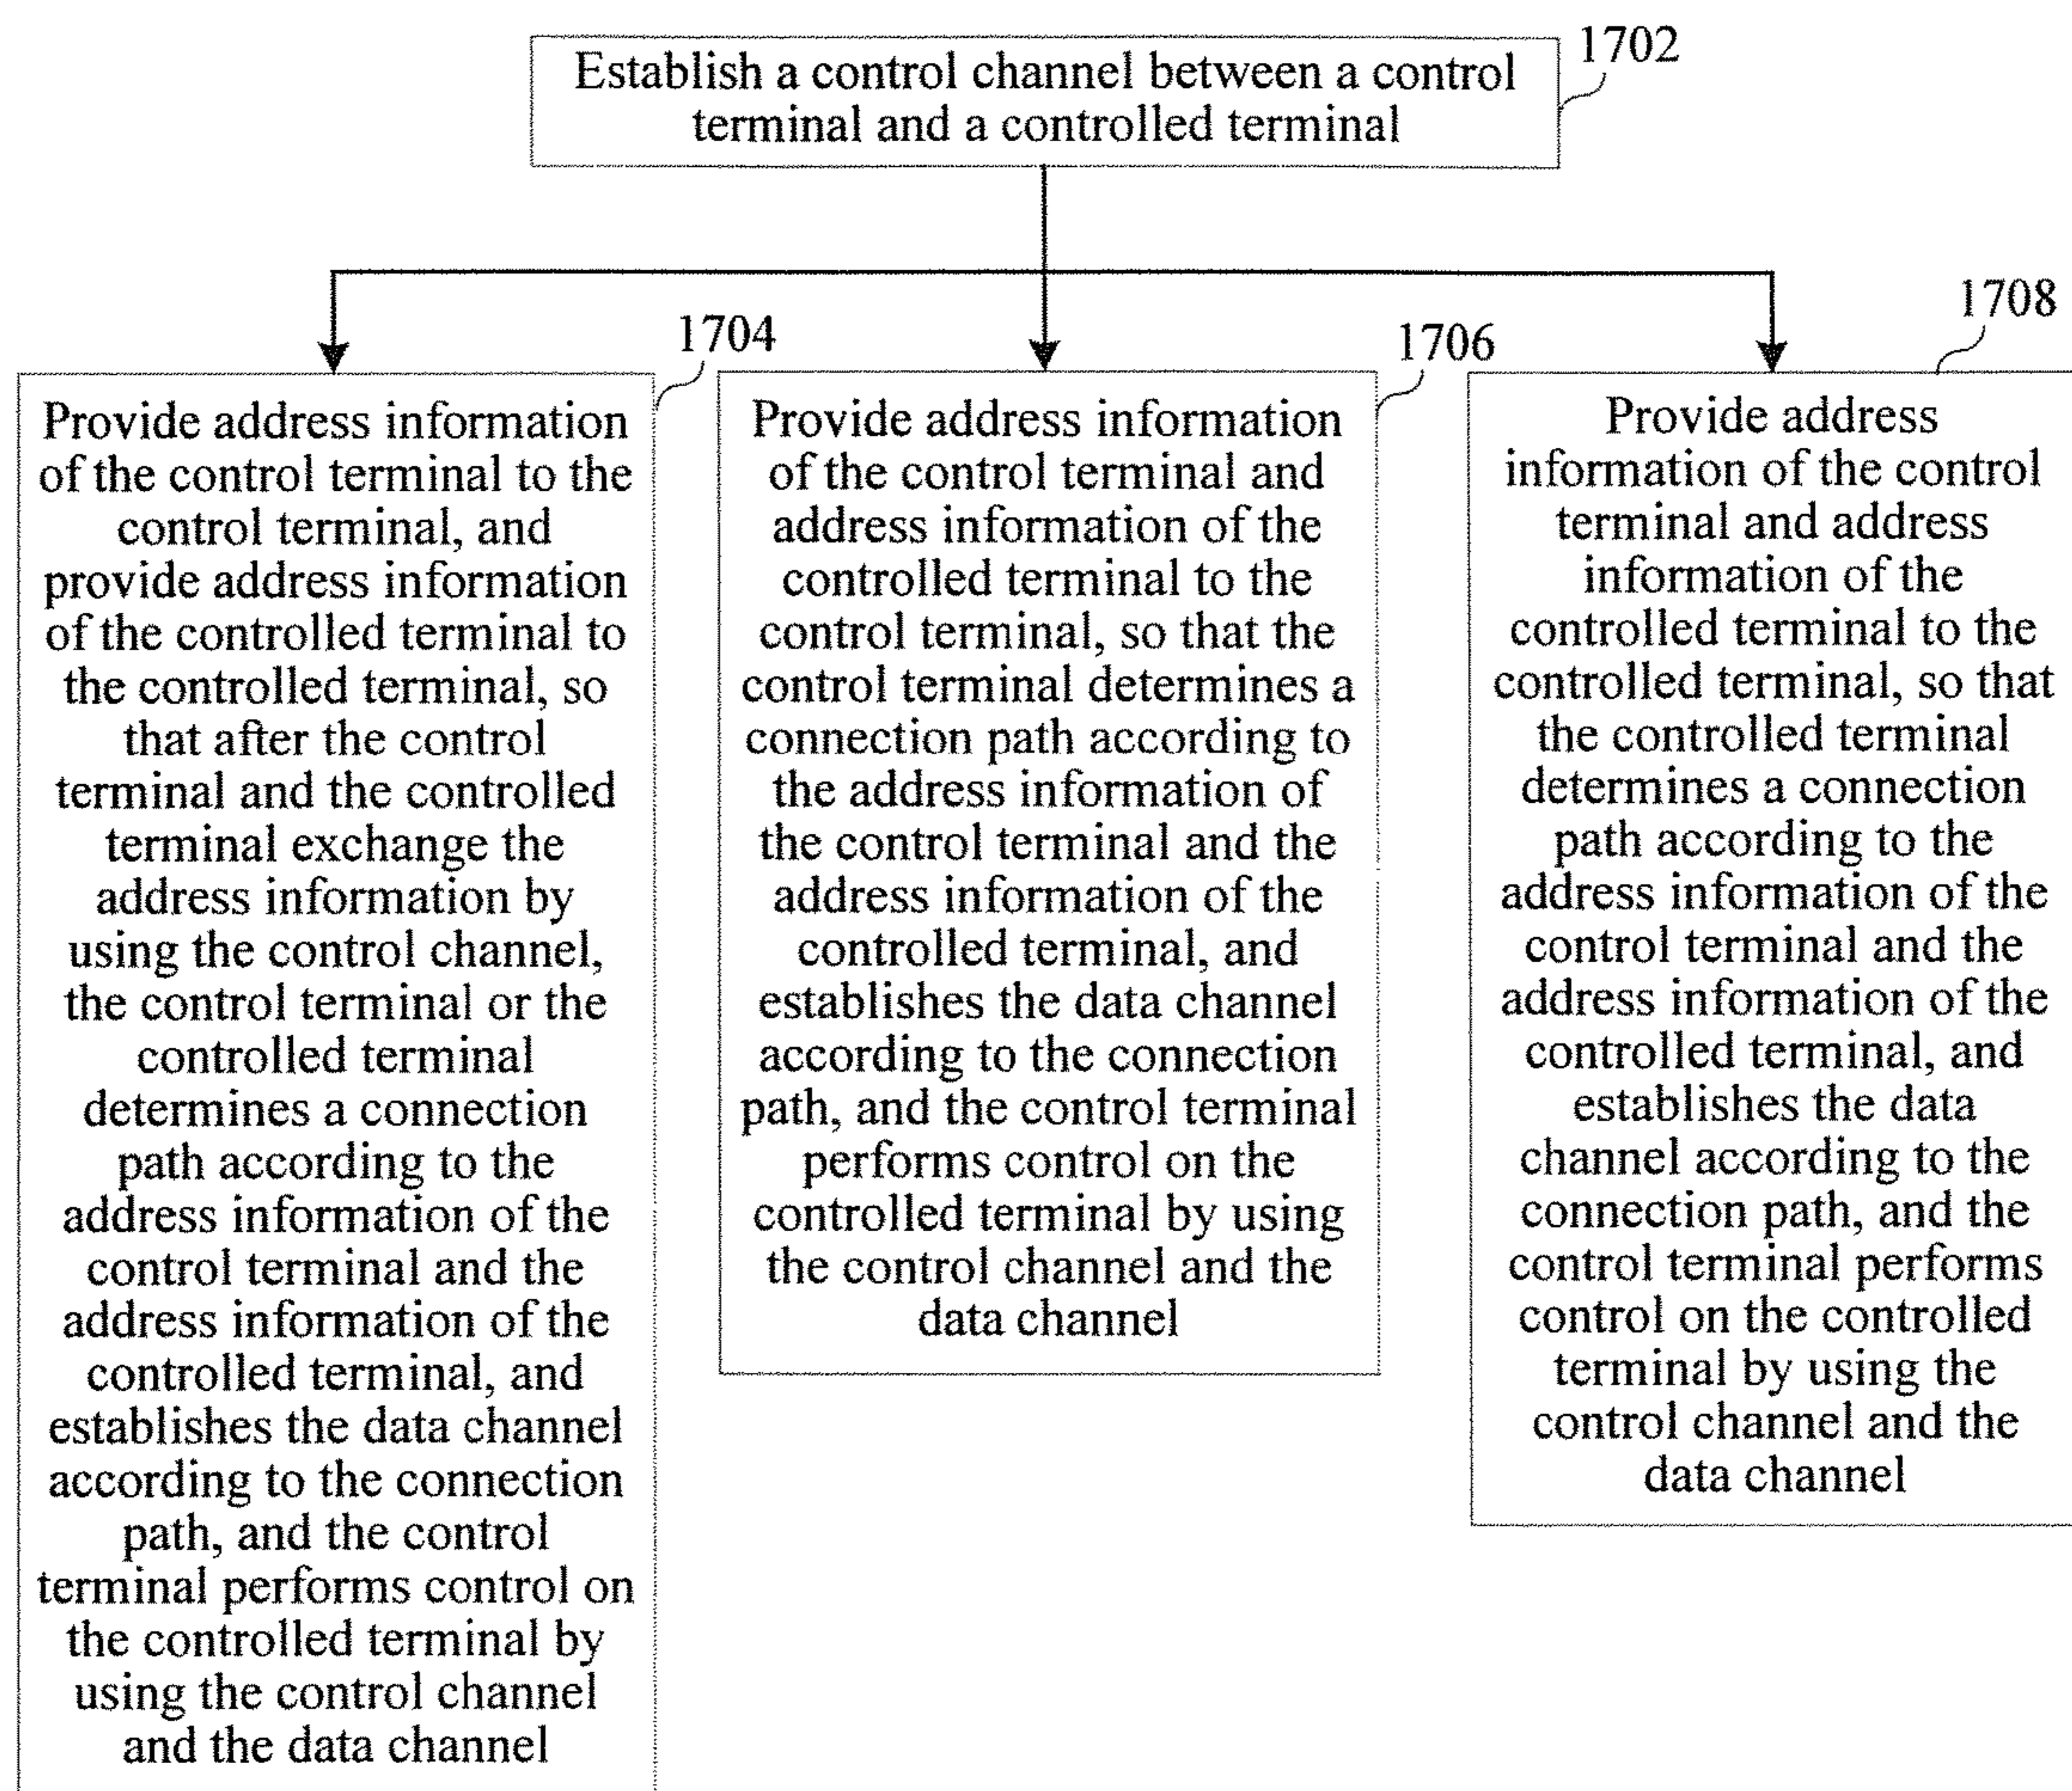 1702
Establish a control channel between a control
terminal and a controlled terminal
1704
Provide address information
of the control terminal to the
control terminal, and
provide address information
of the controlled terminal to
the controlled terminal, so
that after the control
terminal and the controlled
terminal exchange the
address information by
using the control channel,
the control terminal or the
controlled terminal
determines a connection
path according to the
address information of the
control terminal and the
address information of the
controlled terminal, and
establishes the data channel
according to the connection
path, and the control
terminal performs control on
the controlled terminal by
using the control channel
and the data channel
1706
Provide address information
of the control terminal and
address information of the
controlled terminal to the
control terminal, so that the
control terminal determines a
connection path according to
the address information of
the control terminal and the
address information of the
controlled terminal, and
establishes the data channel
according to the connection
path, and the control terminal
performs control on the
controlled terminal by using
the control channel and the
data channel
1708
Provide address
information of the control
terminal and address
information of the
controlled terminal to the
controlled terminal, so that
the controlled terminal
determines a connection
path according to the
address information of the
control terminal and the
address information of the
controlled terminal, and
establishes the data
channel according to the
connection path, and the
control terminal performs
control on the controlled
terminal by using the
control channel and the
data channel